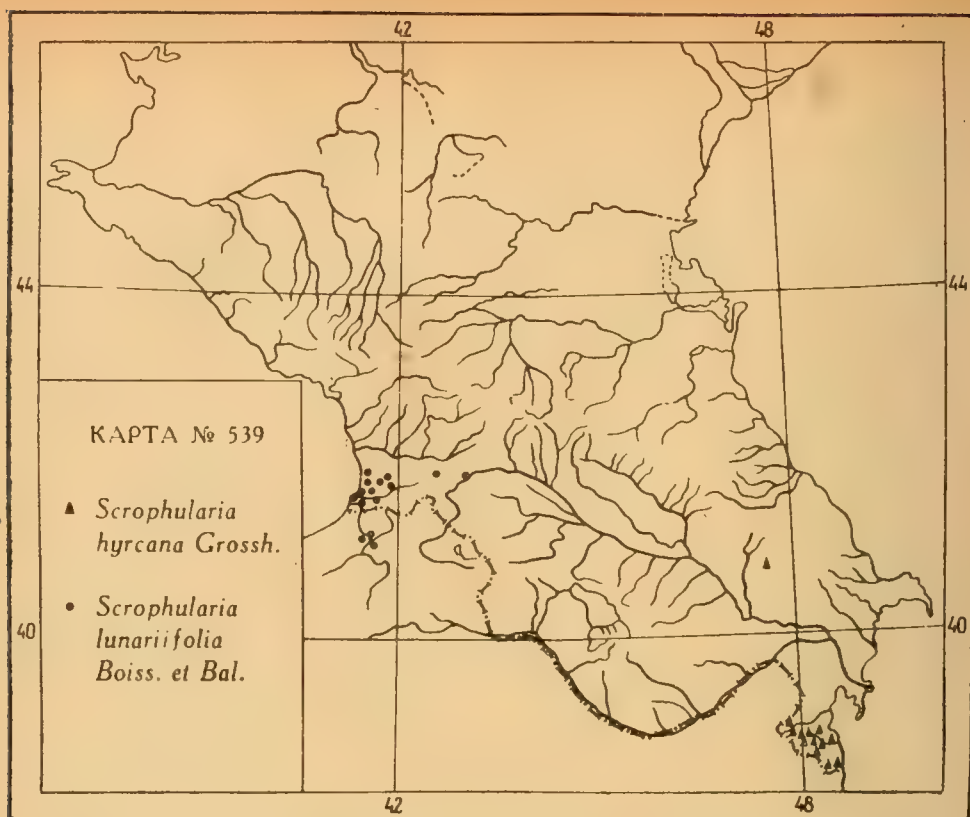 42 48
44 44
КАРТА № 539
Scrophularia
hyrcana Grossh.
Scrophularia
lunariifolia
Boiss. et Bal.
40 40
42 48